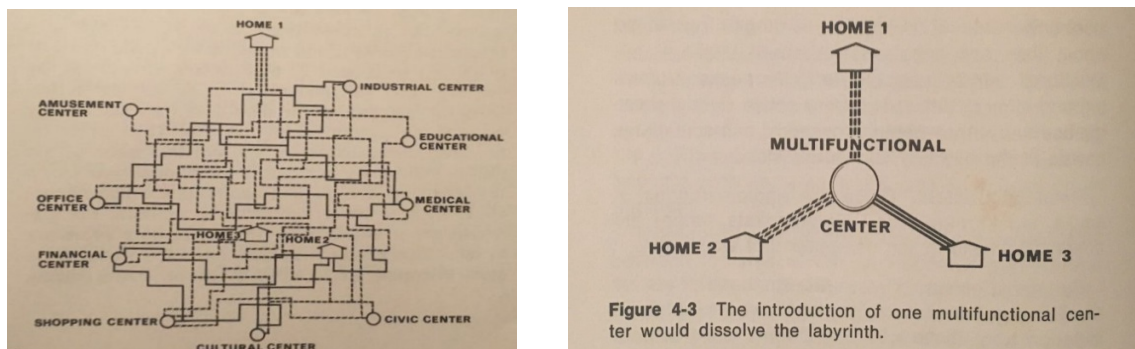 HOME 1
INDUSTRIAL CENTER
AMUSEMENT
CENTER
EDUCATIONAL
CENTER
OFFICE
CENTER
MEDICAL
CENTER
HOME3
HOME2
FINANCIAL
CENTER
SHOPPING CENTER
CIVIC CENTER
CULTURAL CENTER
HOME 1
MULTIFUNCTIONAL
CENTER
HOME 2
HOME 3
Figure 4-3 The introduction of one multifunctional cen-
ter would dissolve the labyrinth.